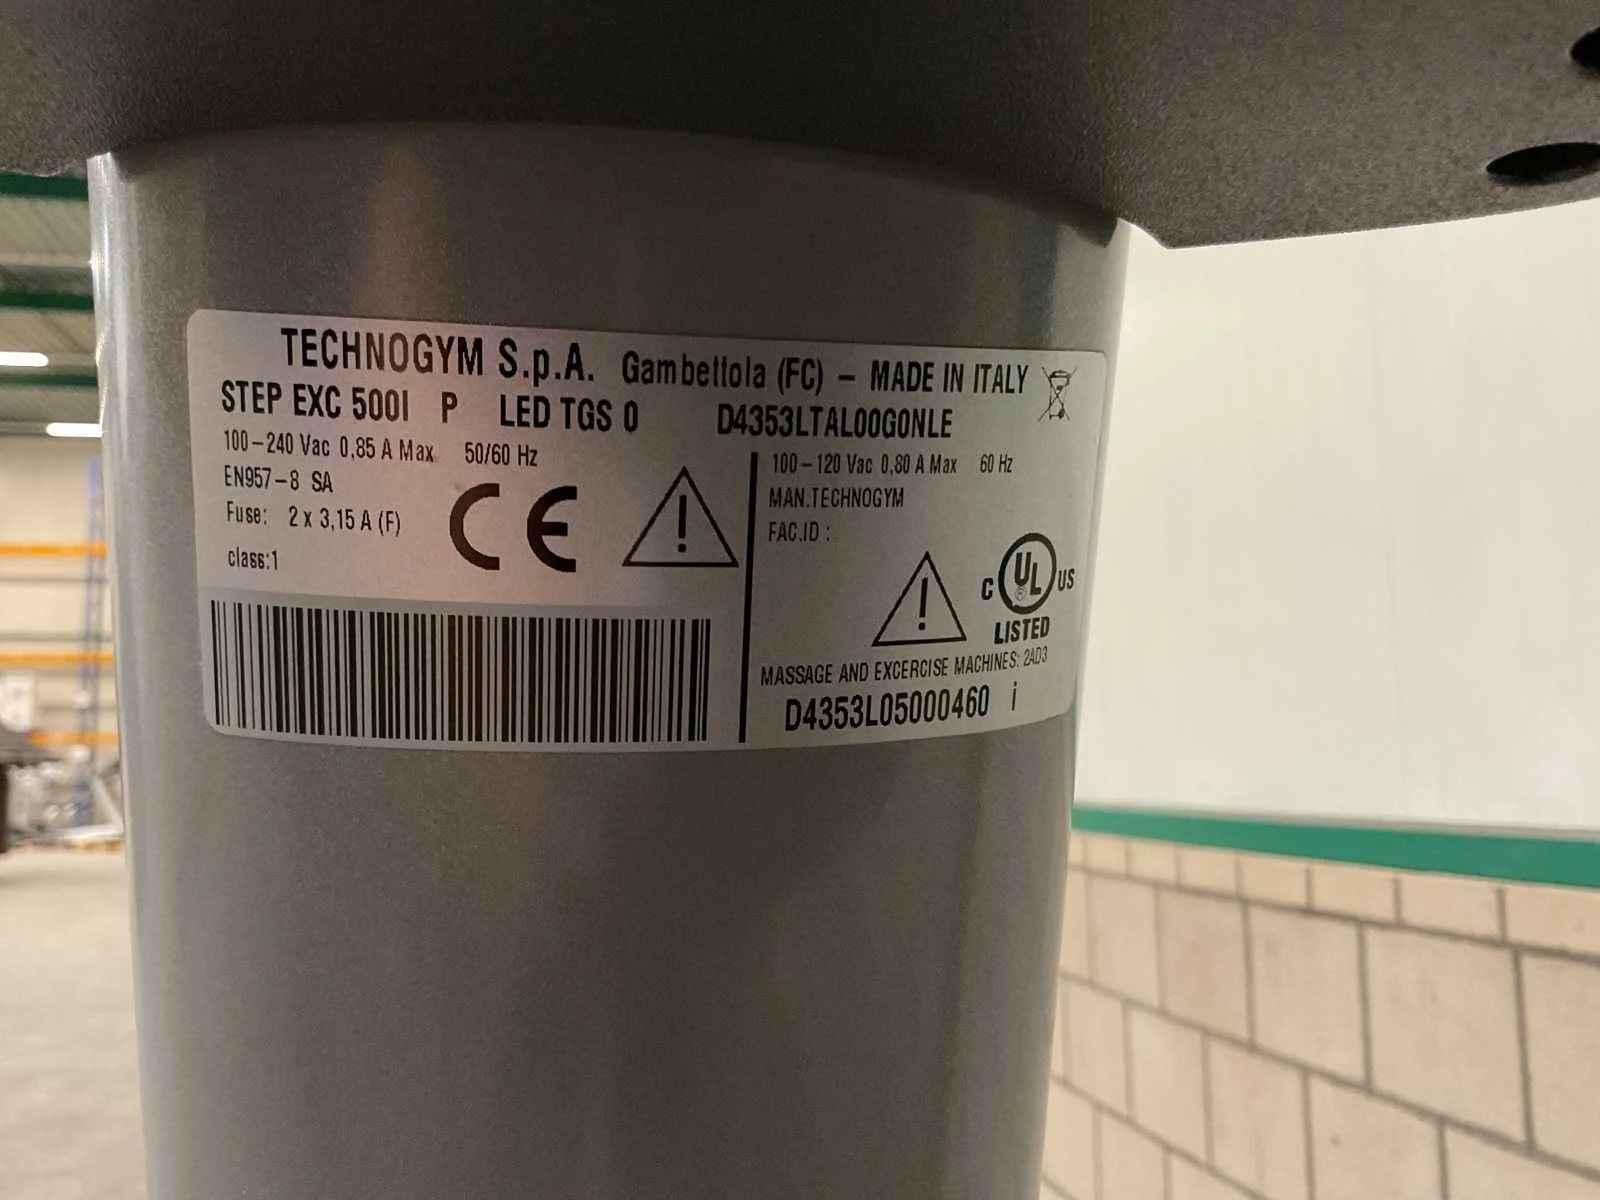 TECHNOGYM S.p.A. Gambettola (FC) – MADE IN ITALY
STEP EXC 500I P LED TGS 0 D4353LTAL00G0NLE
100–240 Vac 0,85 A Max 50/60 Hz
EN957–8 SA
Fuse: 2 x 3,15 A (F)
class:1
CE
100–120 Vac 0,80 A Max 60 Hz
MAN.TECHNOGYM
FAC.ID :
C UL US
LISTED
MASSAGE AND EXCERCISE MACHINES: 2AD3
D4353L05000460 i